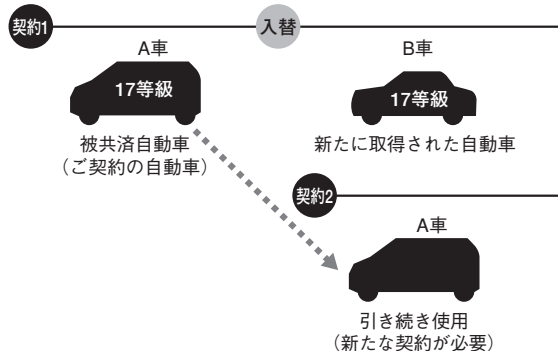 契約1
入替
A車
B車
17等級
17等級
被共済自動車
（ご契約の自動車）
新たに取得された自動車
契約2
A車
引き続き使用
（新たな契約が必要）